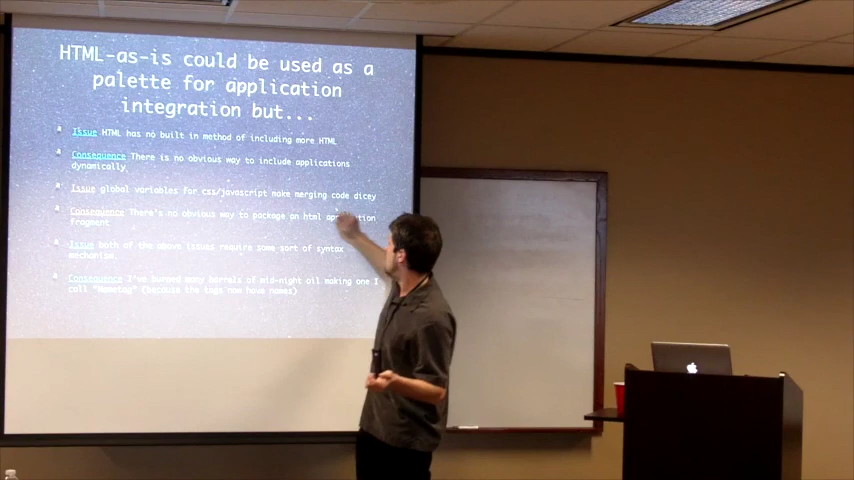 HTML-as-is could be used as a
palette for application
integration but...
Issue HTML has no built in method of including more HTML
Consequence There is no obvious way to include applications
dynamically.
Issue global variables for css/javascript make merging code dicey
Consequence There's no obvious way to package an html application
fragment
Issue both of the above issues require some sort of syntax
mechanism.
Consequence I've burned many barrels of mid-night oil making one I
call "Nametag" (because the tags now have names)